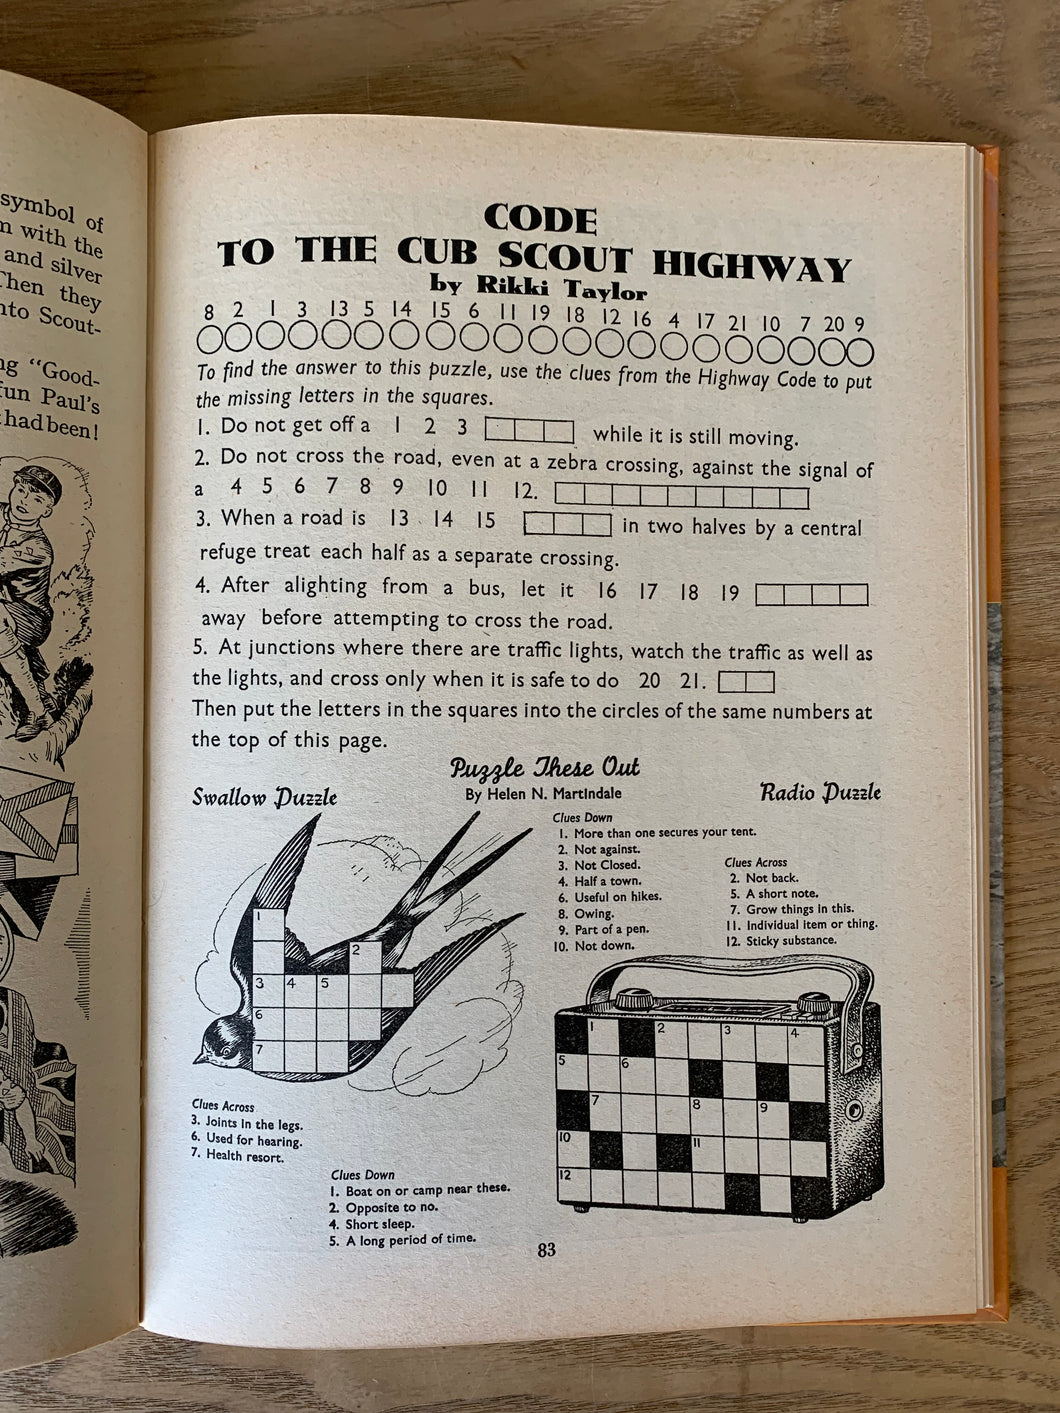 symbol of
with the
and silver
Then they
into Scout-
"Good-
fun Paul's
had been!
CODE
TO THE CUB SCOUT HIGHWAY
by Rikki Taylor
8 2 1 3 13 5 14 15 6 11 19 18 12 16 4 17 21 10 7 20 9
To find the answer to this puzzle, use the clues from the Highway Code to put
the missing letters in the squares.
1. Do not get off a 1 2 3 while it is still moving.
2. Do not cross the road, even at a zebra crossing, against the signal of
a 4 5 6 7 8 9 10 11 12.
3. When a road is 13 14 15 in two halves by a central
refuge treat each half as a separate crossing.
4. After alighting from a bus, let it 16 17 18 19
away before attempting to cross the road.
5. At junctions where there are traffic lights, watch the traffic as well as
the lights, and cross only when it is safe to do 20 21.
Then put the letters in the squares into the circles of the same numbers at
the top of this page.
Puzzle These Out
By Helen N. Martindale
Swallow Puzzle
1
2
3 4 5
6
7
Clues Across
3. Joints in the legs.
6. Used for hearing.
7. Health resort.
Clues Down
1. Boat on or camp near these.
2. Opposite to no.
4. Short sleep.
5. A long period of time.
Radio Puzzle
Clues Down
1. More than one secures your tent.
2. Not against.
3. Not Closed.
4. Half a town.
6. Useful on hikes.
8. Owing.
9. Part of a pen.
10. Not down.
Clues Across
2. Not back.
5. A short note.
7. Grow things in this.
11. Individual item or thing.
12. Sticky substance.
1 2 3 4
5 6
7 8 9
10 11
12
83